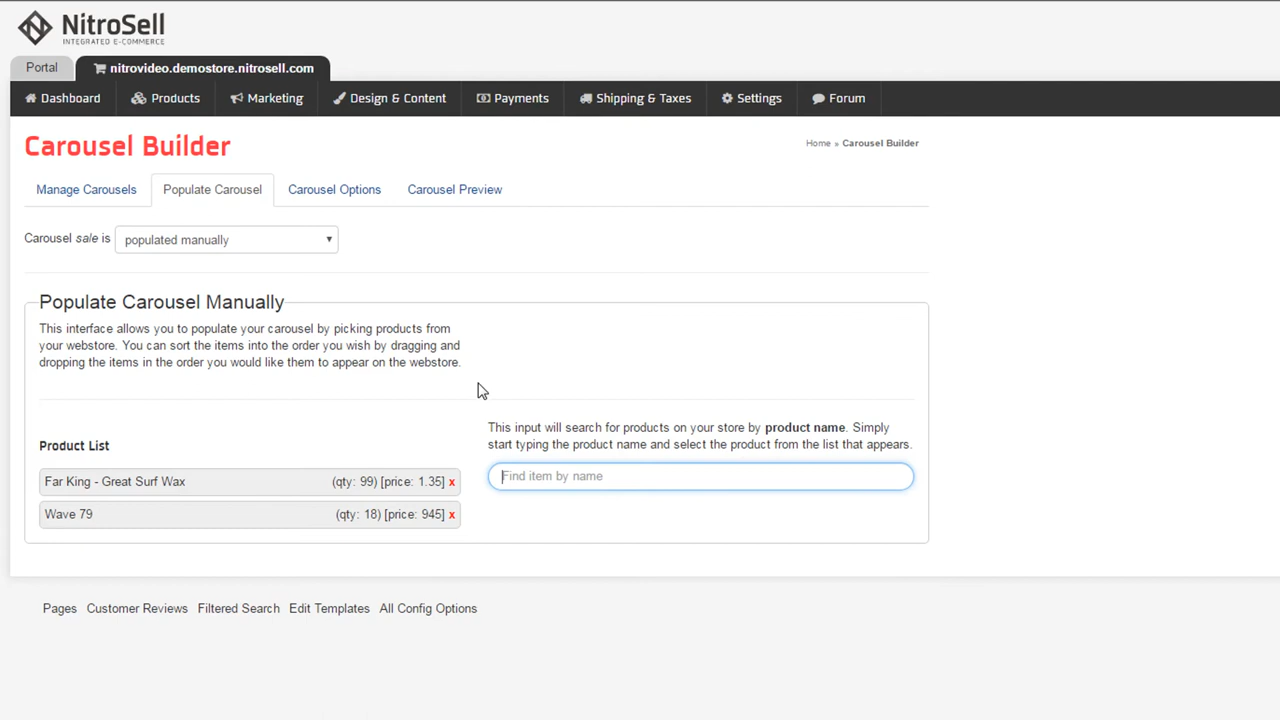 NitroSell
INTEGRATED E-COMMERCE
Portal nitrovideo.demostore.nitrosell.com
Dashboard Products Marketing Design & Content Payments Shipping & Taxes Settings Forum
Carousel Builder Home » Carousel Builder
Manage Carousels Populate Carousel Carousel Options Carousel Preview
Carousel sale is populated manually
Populate Carousel Manually
This interface allows you to populate your carousel by picking products from
your webstore. You can sort the items into the order you wish by dragging and
dropping the items in the order you would like them to appear on the webstore.
This input will search for products on your store by product name. Simply
start typing the product name and select the product from the list that appears.
Product List
Find item by name
Far King - Great Surf Wax (qty: 99) [price: 1.35] x
Wave 79 (qty: 18) [price: 945] x
Pages Customer Reviews Filtered Search Edit Templates All Config Options